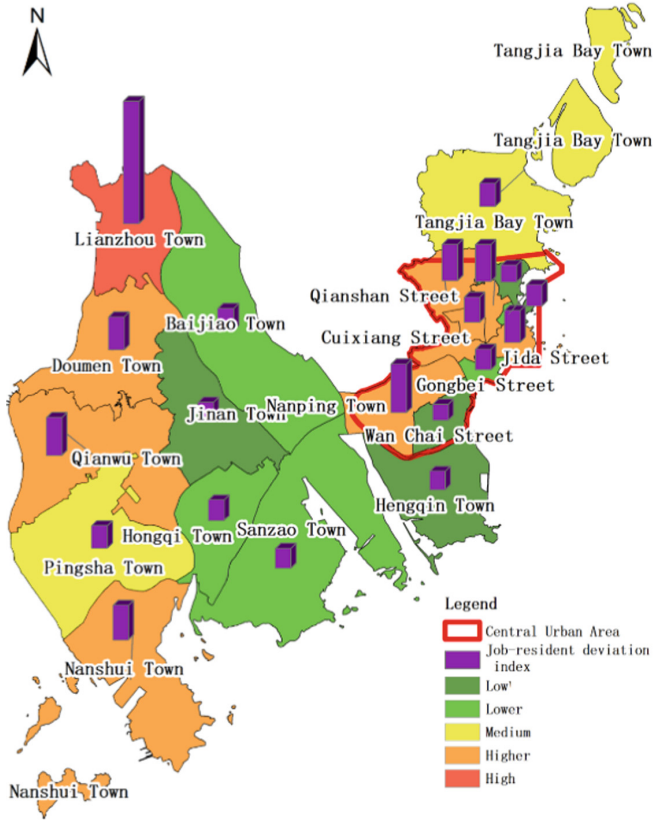 N
Tangjia Bay Town
Tangjia Bay Town
Tangjia Bay Town
Lianzhou Town
Qianshan Street
Baijiao Town
Cuixiang Street
Doumen Town
Jida Street
Gongbei Street
Jinan Town
Nanping Town
Wan Chai Street
Qianwu Town
Hengqin Town
Hongqi Town
Sanzao Town
Pingsha Town
Nanshui Town
Nanshui Town
Legend
Central Urban Area
Job-resident deviation
index
Low'
Lower
Medium
Higher
High